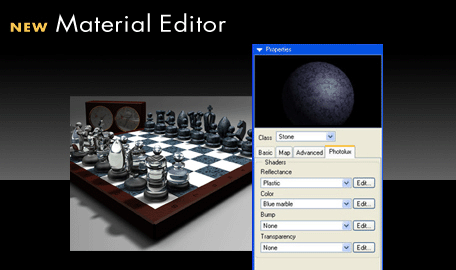 NEW Material Editor
Properties
Class Stone
Basic Map Advanced
Shaders
Reflectance
Plastic Edit...
Color
Blue marble Edit...
Bump
None Edit...
Transparency
None Edit...